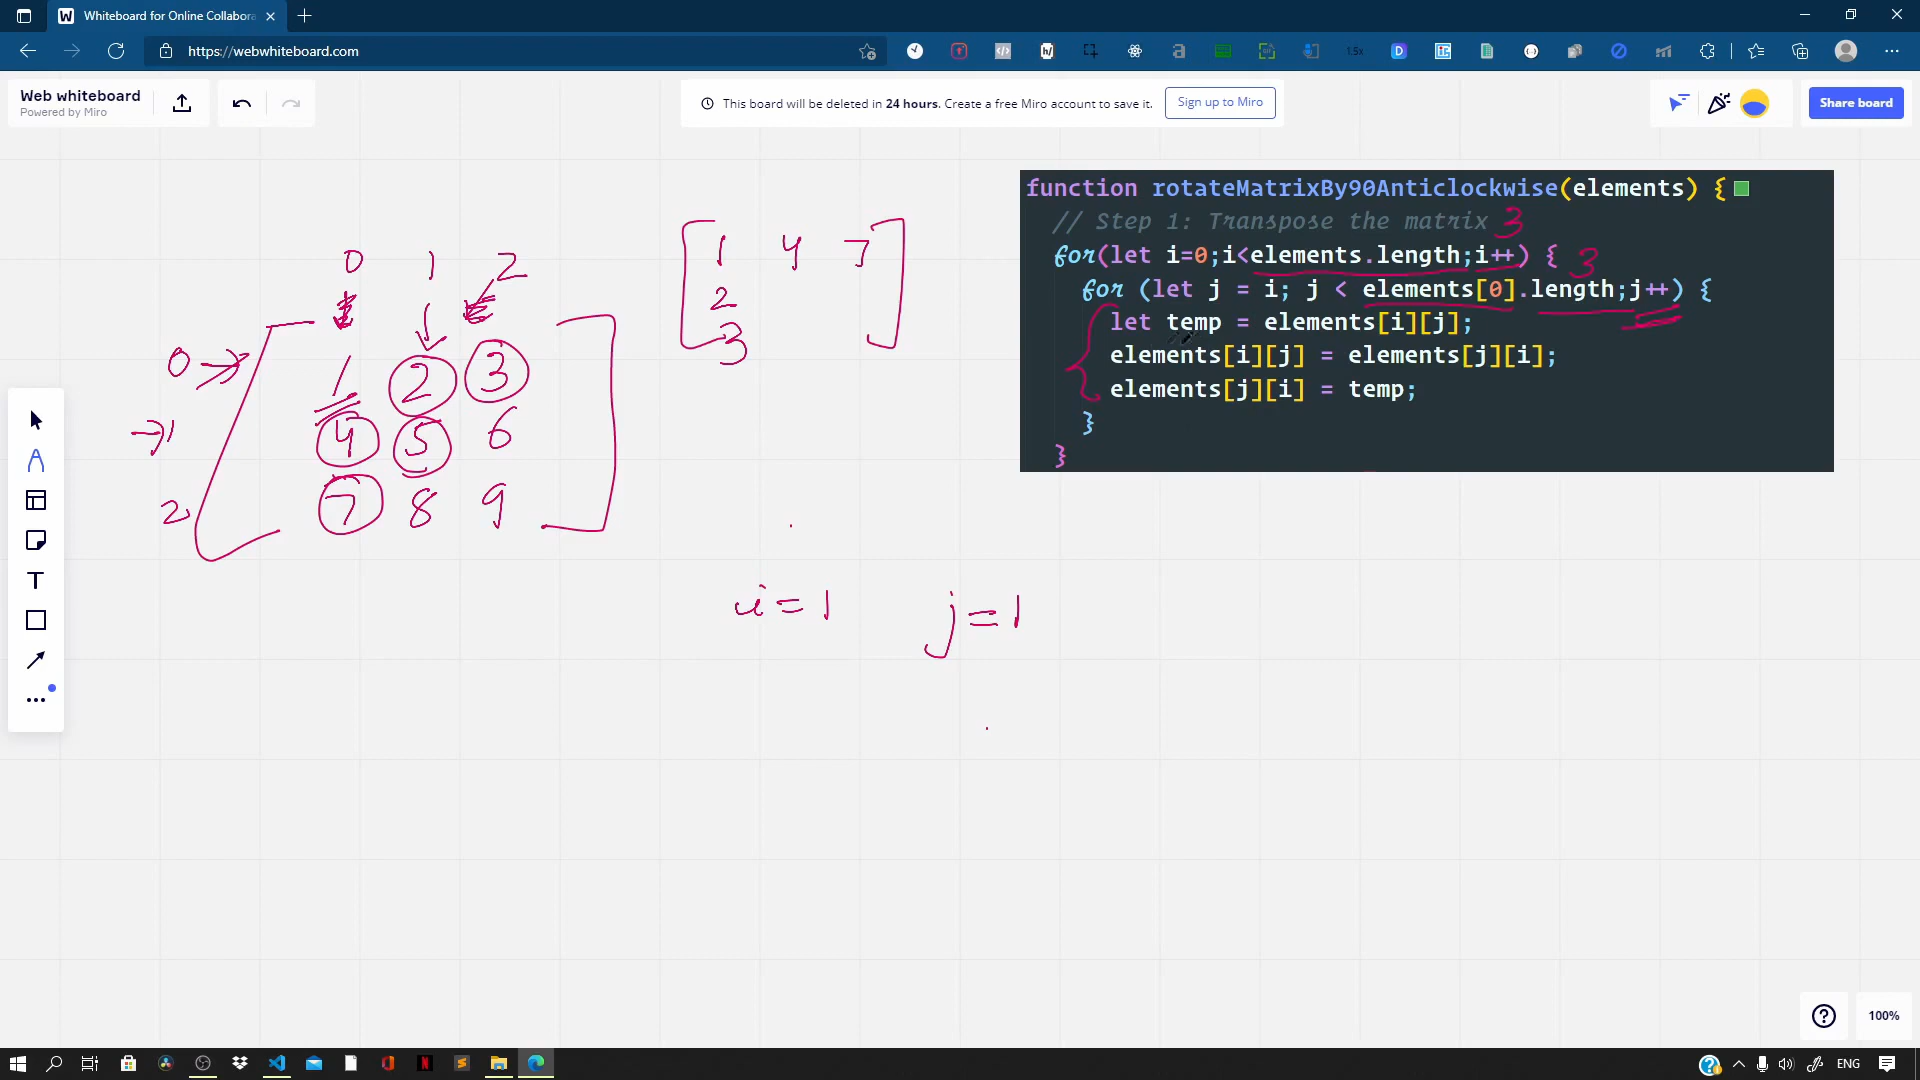 Whiteboard for Online Collabora
https://webwhiteboard.com
1.5x
Web whiteboard
Powered by Miro
This board will be deleted in 24 hours. Create a free Miro account to save it.
Sign up to Miro
Share board
function rotateMatrixBy90Anticlockwise(elements) {
// Step 1: Transpose the matrix 3
for(let i=0;i<elements.length;i++) { 3
for (let j = i; j < elements[0].length;j++) {
let temp = elements[i][j];
elements[i][j] = elements[j][i];
elements[j][i] = temp;
}
}
0 1 2
0 1 2 3
1 4 5 6
2 7 8 9
1 4 7
2
3
i = 1 j = 1
T
100%
ENG